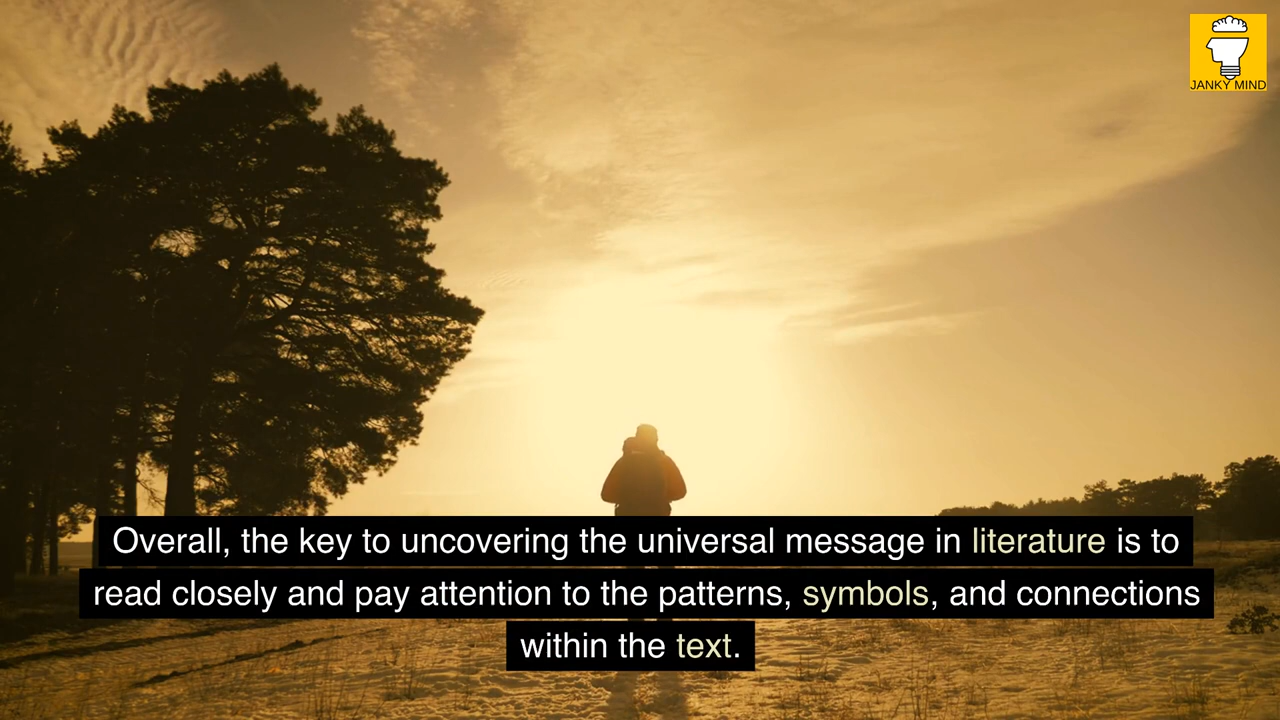 JANKY MIND
Overall, the key to uncovering the universal message in literature is to
read closely and pay attention to the patterns, symbols, and connections
within the text.